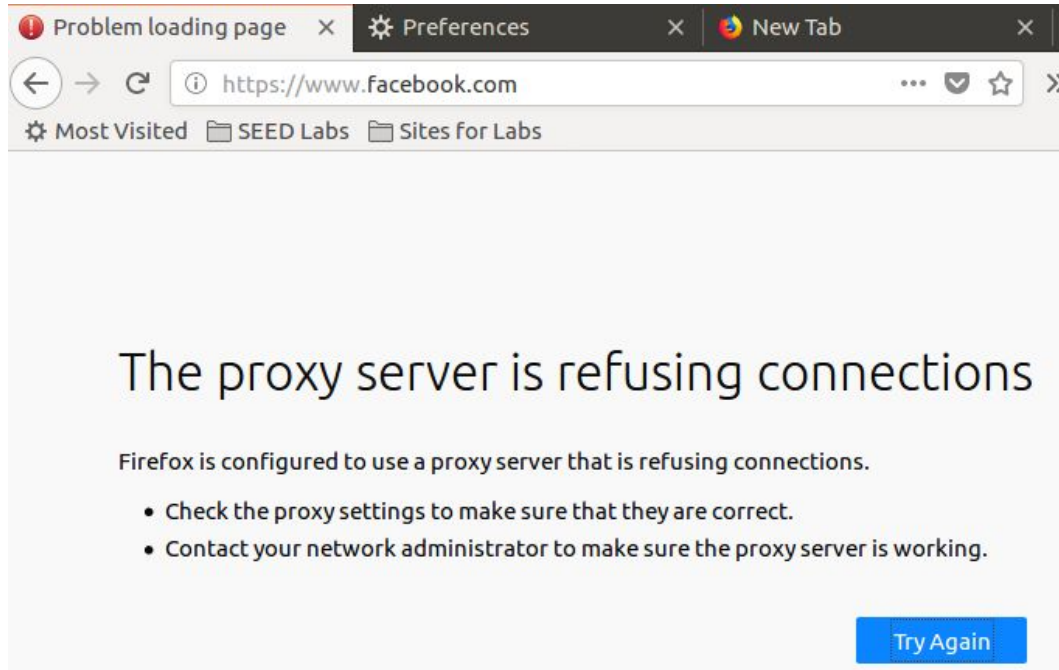 Problem loading page
Preferences
New Tab
https://www.facebook.com
Most Visited SEED Labs Sites for Labs
The proxy server is refusing connections
Firefox is configured to use a proxy server that is refusing connections.
• Check the proxy settings to make sure that they are correct.
• Contact your network administrator to make sure the proxy server is working.
Try Again